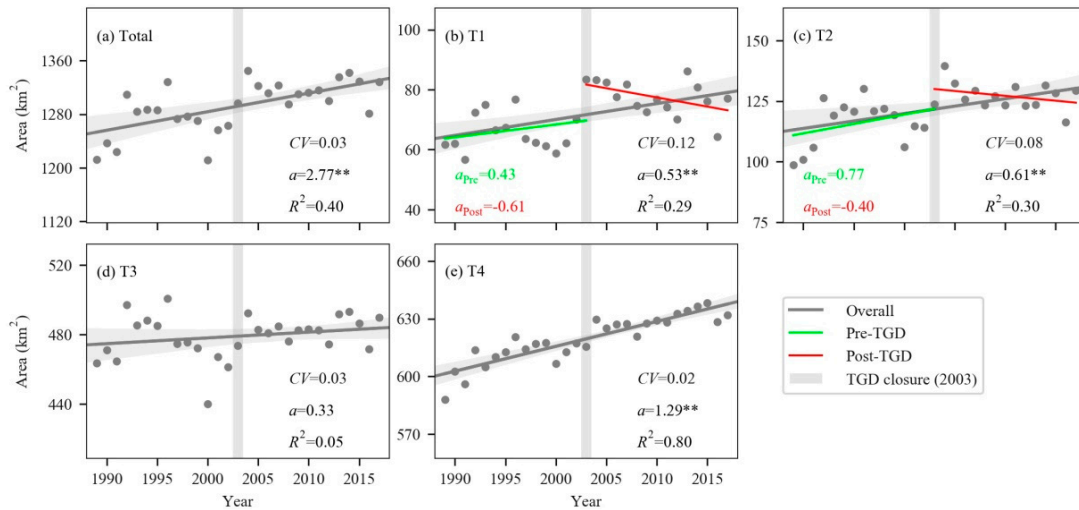 (a) Total
Area (km²)
1360
1280
1200
1120
CV=0.03
a=2.77**
R²=0.40
(b) T1
100
80
60
40
CV=0.12
a=0.53**
R²=0.29
aPre=0.43
aPost=-0.61
(c) T2
150
125
100
75
CV=0.08
a=0.61**
R²=0.30
aPre=0.77
aPost=-0.40
(d) T3
Area (km²)
520
480
440
CV=0.03
a=0.33
R²=0.05
1990 1995 2000 2005 2010 2015
Year
(e) T4
660
630
600
570
CV=0.02
a=1.29**
R²=0.80
1990 1995 2000 2005 2010 2015
Year
Overall
Pre-TGD
Post-TGD
TGD closure (2003)